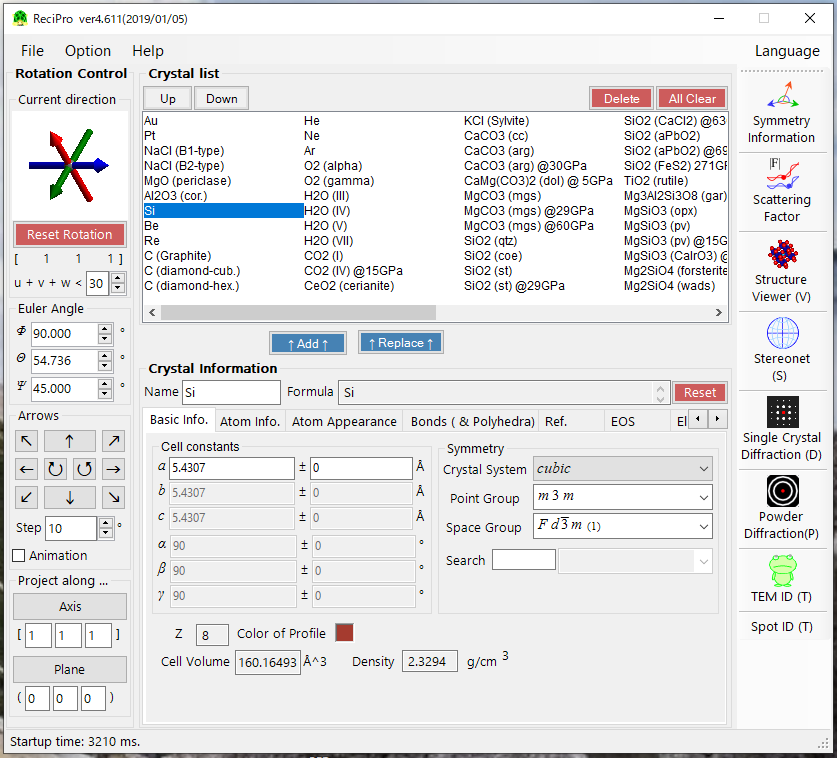 ReciPro ver4.611(2019/01/05)
File Option Help Language
Rotation Control
Current direction
Reset Rotation
[ 1 1 1 ]
u + v + w < 30
Euler Angle
Φ 90.000 °
Θ 54.736 °
Ψ 45.000 °
Arrows
Step 10 °
Animation
Project along ...
Axis
[ 1 1 1 ]
Plane
( 0 0 0 )
Crystal list
Up Down Delete All Clear
Au
Pt
NaCl (B1-type)
NaCl (B2-type)
MgO (periclase)
Al2O3 (cor.)
Si
Be
Re
C (Graphite)
C (diamond-cub.)
C (diamond-hex.)
He
Ne
Ar
O2 (alpha)
O2 (gamma)
H2O (III)
H2O (IV)
H2O (V)
H2O (VII)
CO2 (I)
CO2 (IV) @15GPa
CeO2 (cerianite)
KCl (Sylvite)
CaCO3 (cc)
CaCO3 (arg)
CaCO3 (arg) @30GPa
CaMg(CO3)2 (dol) @ 5GPa
MgCO3 (mgs)
MgCO3 (mgs) @29GPa
MgCO3 (mgs) @60GPa
SiO2 (qtz)
SiO2 (coe)
SiO2 (st)
SiO2 (st) @29GPa
SiO2 (CaCl2) @63
SiO2 (aPbO2)
SiO2 (aPbO2) @69
SiO2 (FeS2) 271GF
TiO2 (rutile)
Mg3Al2Si3O8 (gar)
MgSiO3 (opx)
MgSiO3 (pv)
MgSiO3 (pv) @15G
MgSiO3 (CaIrO3) @
Mg2SiO4 (forsterite
Mg2SiO4 (wads)
↑ Add ↑ ↑ Replace ↑
Crystal Information
Name Si Formula Si Reset
Basic Info. Atom Info. Atom Appearance Bonds ( & Polyhedra) Ref. EOS El
Cell constants
a 5.4307 ± 0 Å
b 5.4307 ± 0 Å
c 5.4307 ± 0 Å
α 90 ± 0 °
β 90 ± 0 °
γ 90 ± 0 °
Symmetry
Crystal System cubic
Point Group m 3 m
Space Group F d 3̅ m (1)
Search
Z 8 Color of Profile
Cell Volume 160.16493 Å^3 Density 2.3294 g/cm 3
Symmetry
Information
F
Scattering
Factor
Structure
Viewer (V)
Stereonet
(S)
Single Crystal
Diffraction (D)
Powder
Diffraction(P)
TEM ID (T)
Spot ID (T)
Startup time: 3210 ms.